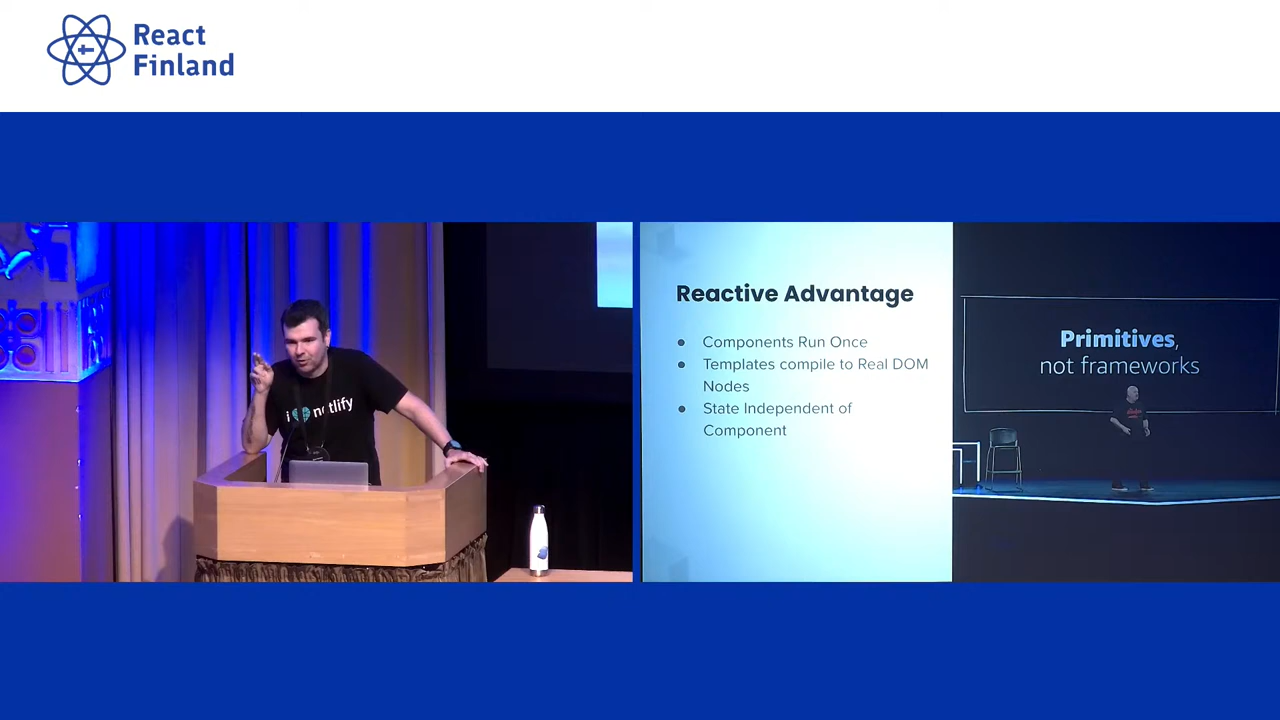 React
Finland
i netlify
Reactive Advantage
● Components Run Once
● Templates compile to Real DOM
Nodes
● State Independent of
Component
Primitives,
not frameworks